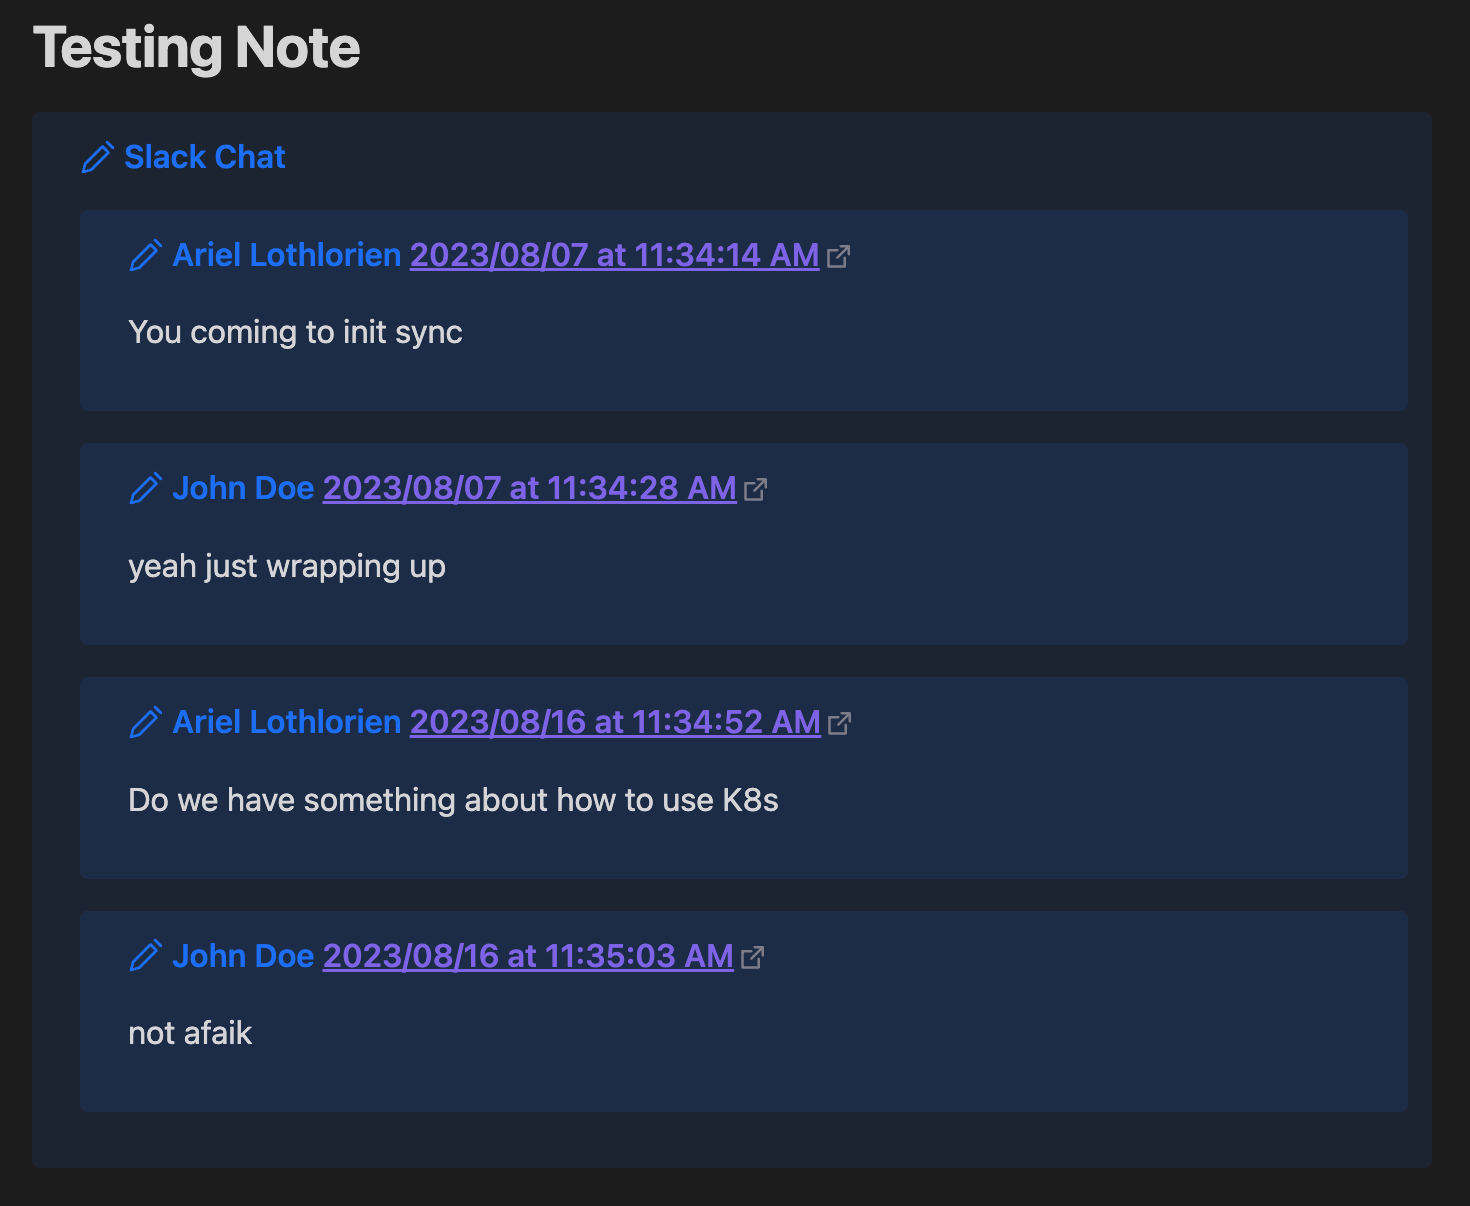 Testing Note
Slack Chat
Ariel Lothlorien 2023/08/07 at 11:34:14 AM
You coming to init sync
John Doe 2023/08/07 at 11:34:28 AM
yeah just wrapping up
Ariel Lothlorien 2023/08/16 at 11:34:52 AM
Do we have something about how to use K8s
John Doe 2023/08/16 at 11:35:03 AM
not afaik